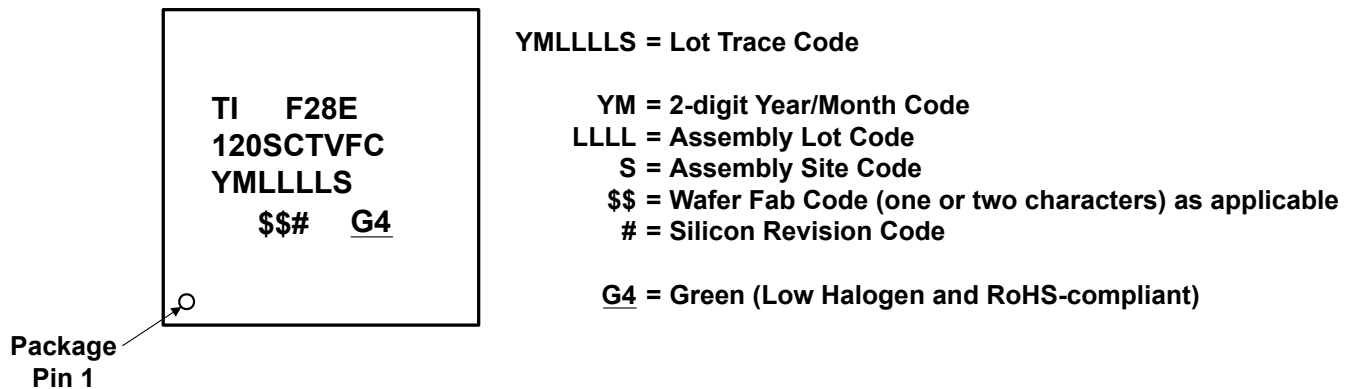 TI F28E
120SCTVFC
YMLLLLS
$$# G4
Package
Pin 1
YMLLLLS = Lot Trace Code
YM = 2-digit Year/Month Code
LLLL = Assembly Lot Code
S = Assembly Site Code
$$ = Wafer Fab Code (one or two characters) as applicable
# = Silicon Revision Code
G4 = Green (Low Halogen and RoHS-compliant)